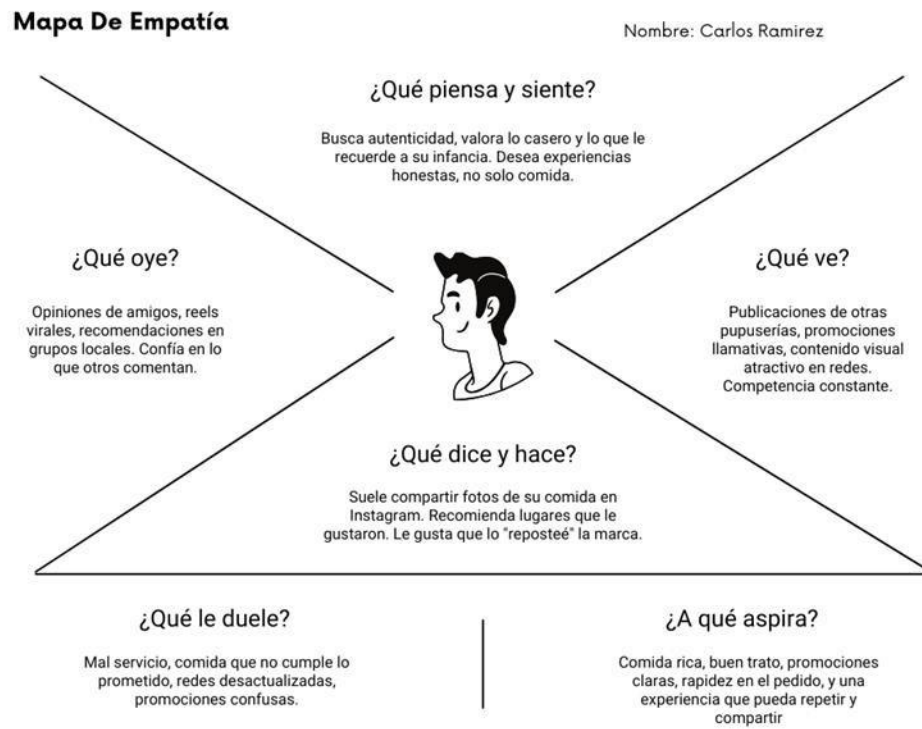 Mapa De Empatía
Nombre: Carlos Ramirez
¿Qué piensa y siente?
Busca autenticidad, valora lo casero y lo que le
recuerde a su infancia. Desea experiencias
honestas, no solo comida.
¿Qué oye?
Opiniones de amigos, reels
virales, recomendaciones en
grupos locales. Confía en lo
que otros comentan.
¿Qué ve?
Publicaciones de otras
pupuserías, promociones
llamativas, contenido visual
atractivo en redes.
Competencia constante.
¿Qué dice y hace?
Suele compartir fotos de su comida en
Instagram. Recomienda lugares que le
gustaron. Le gusta que lo "reposteé" la marca.
¿Qué le duele?
Mal servicio, comida que no cumple lo
prometido, redes desactualizadas,
promociones confusas.
¿A qué aspira?
Comida rica, buen trato, promociones
claras, rapidez en el pedido, y una
experiencia que pueda repetir y
compartir